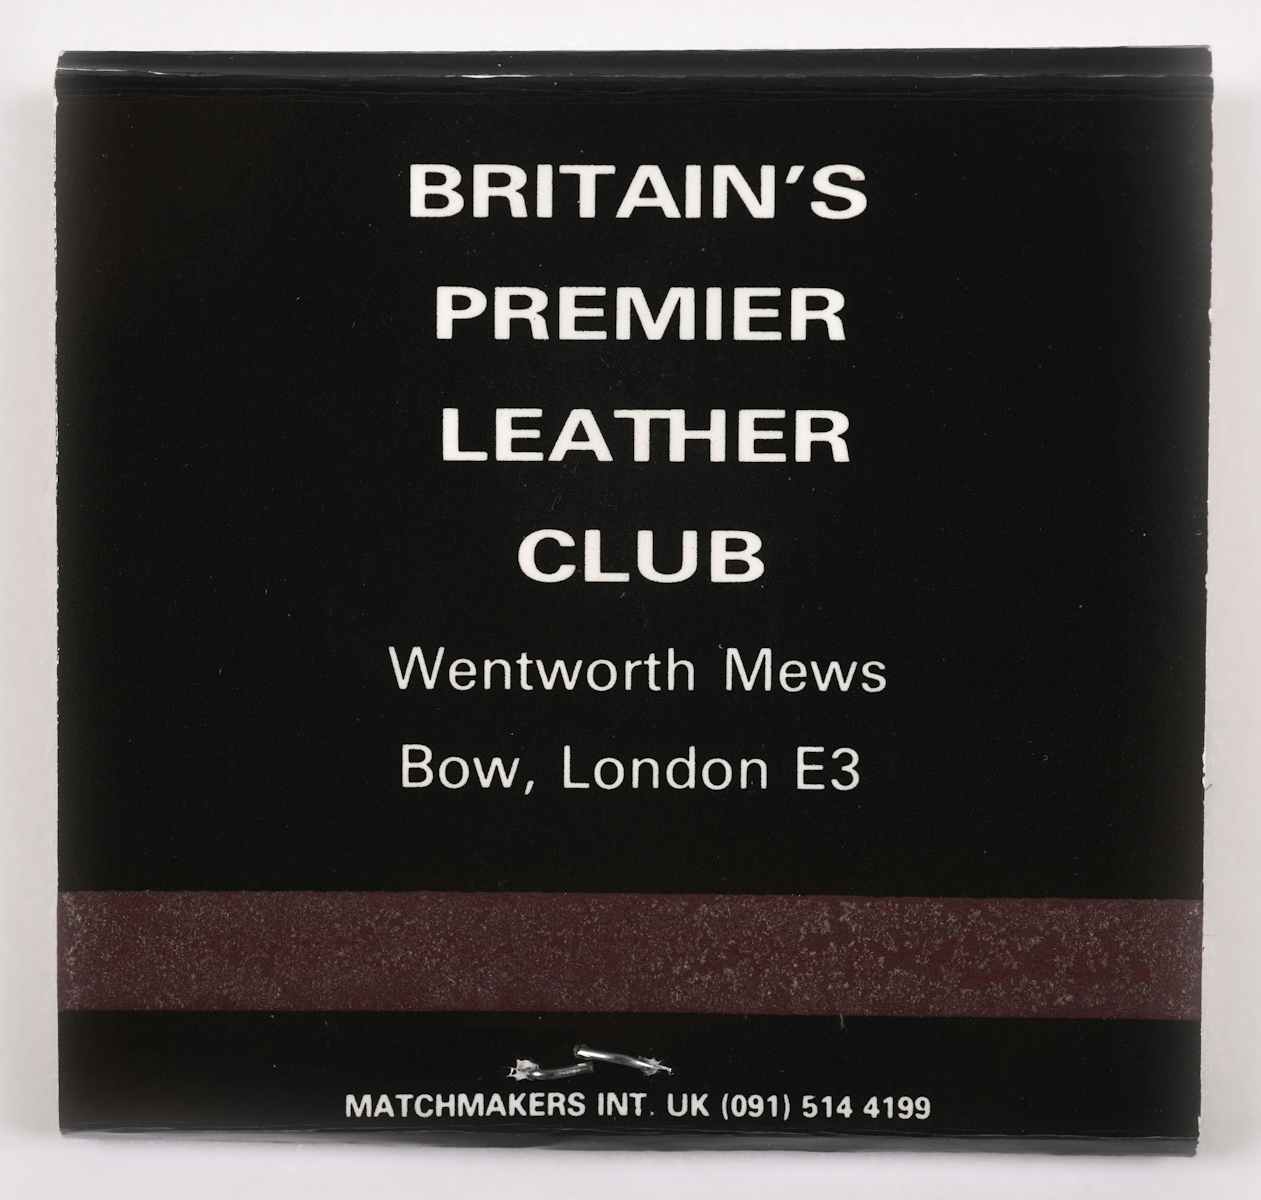 BRITAIN'S
PREMIER
LEATHER
CLUB
Wentworth Mews
Bow, London E3
MATCHMAKERS INT. UK (091) 514 4199